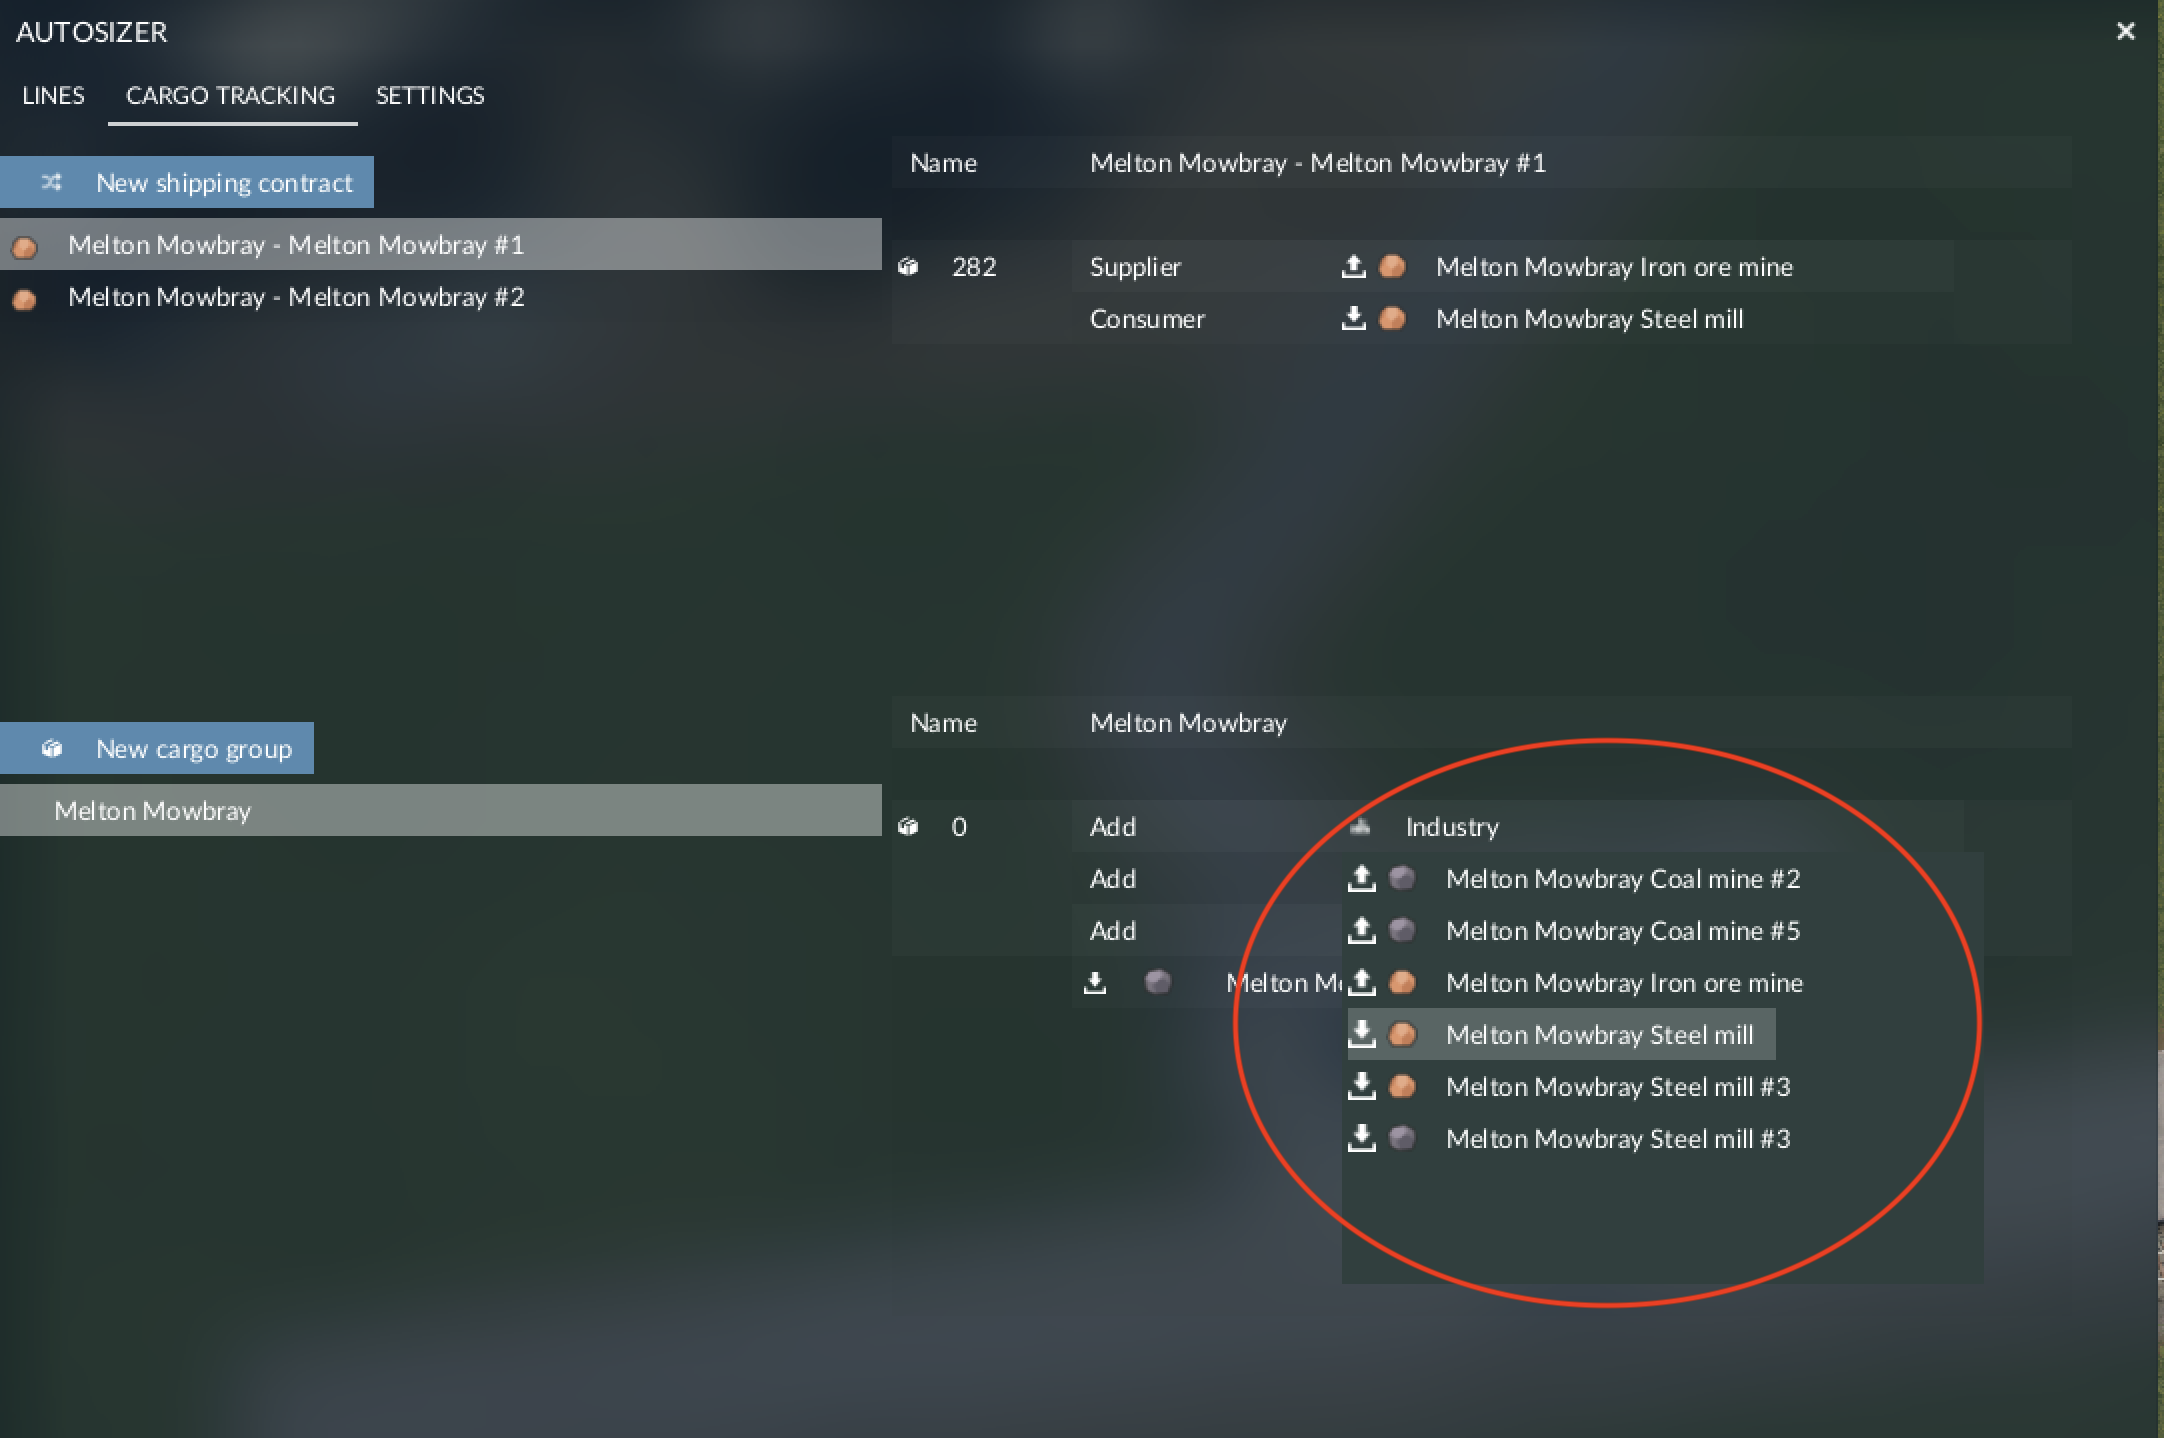 AUTOSIZER
LINES CARGO TRACKING SETTINGS
New shipping contract
Melton Mowbray - Melton Mowbray #1
Melton Mowbray - Melton Mowbray #2
Name Melton Mowbray - Melton Mowbray #1
282 Supplier Melton Mowbray Iron ore mine
Consumer Melton Mowbray Steel mill
New cargo group
Melton Mowbray
Name Melton Mowbray
0 Add Industry
Add Melton Mowbray Coal mine #2
Add Melton Mowbray Coal mine #5
Melton Melton Mowbray Iron ore mine
Melton Mowbray Steel mill
Melton Mowbray Steel mill #3
Melton Mowbray Steel mill #3